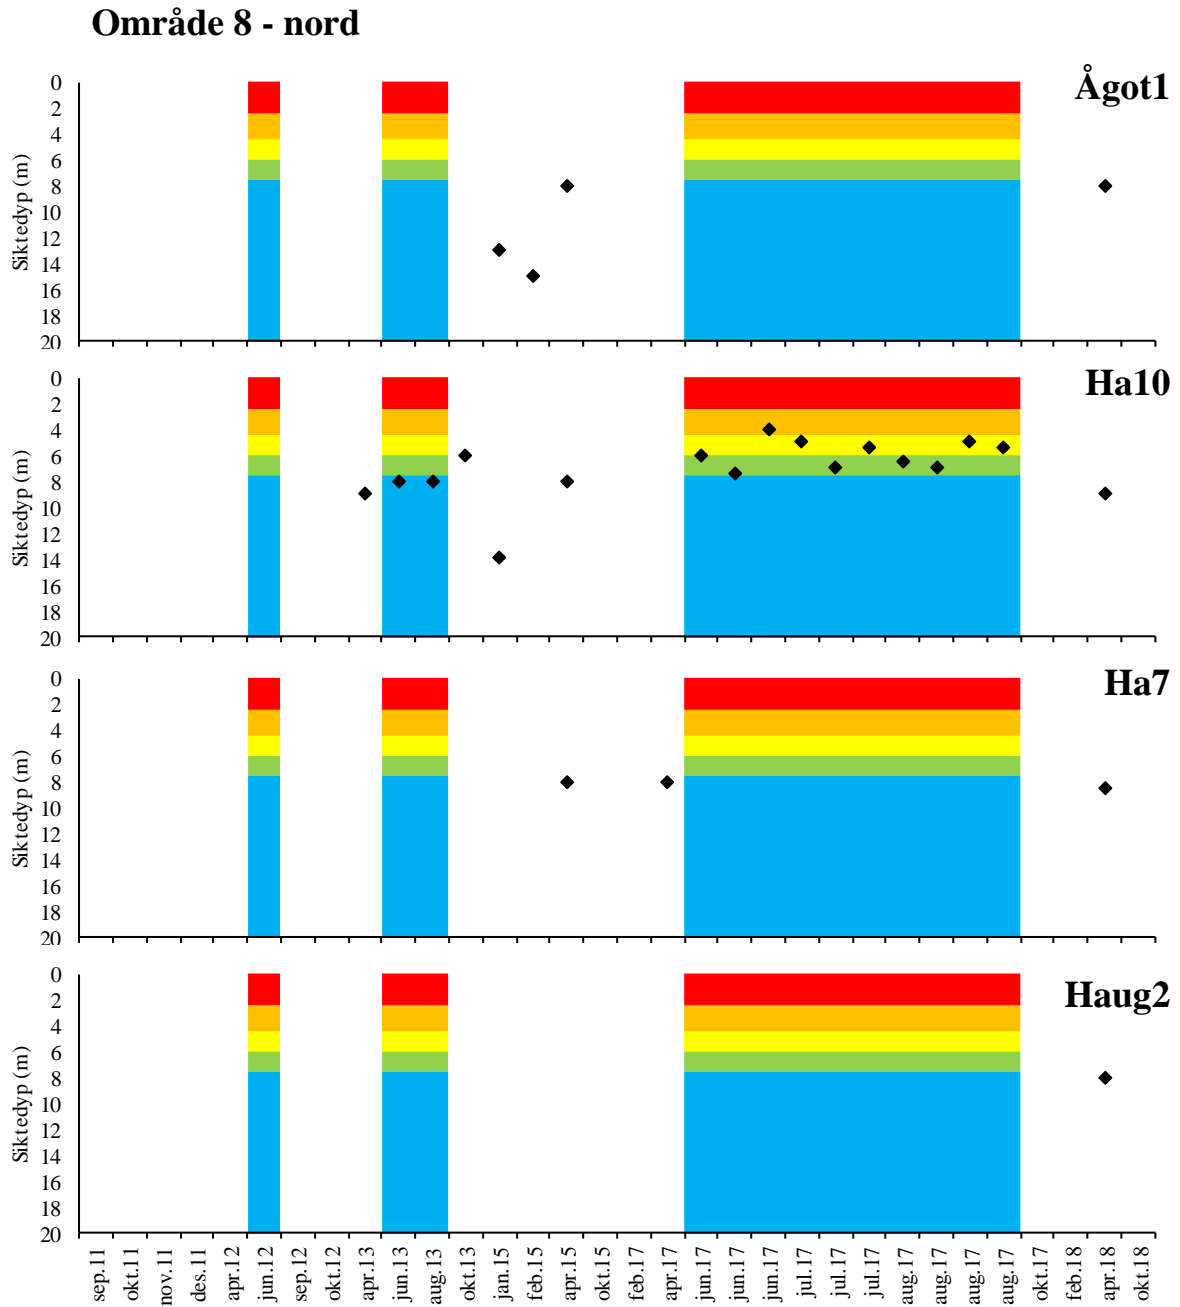 Område 8 - nord
Ågot1
0
2
4
6
8
10
12
14
16
18
20
Siktedyp (m)
Ha10
0
2
4
6
8
10
12
14
16
18
20
Siktedyp (m)
Ha7
0
2
4
6
8
10
12
14
16
18
20
Siktedyp (m)
Haug2
0
2
4
6
8
10
12
14
16
18
20
Siktedyp (m)
sep.11
okt.11
nov.11
des.11
apr.12
jun.12
sep.12
okt.12
apr.13
jun.13
aug.13
okt.13
jan.15
feb.15
apr.15
okt.15
feb.17
apr.17
jun.17
jun.17
jun.17
jul.17
jul.17
jul.17
aug.17
aug.17
aug.17
aug.17
okt.17
feb.18
apr.18
okt.18